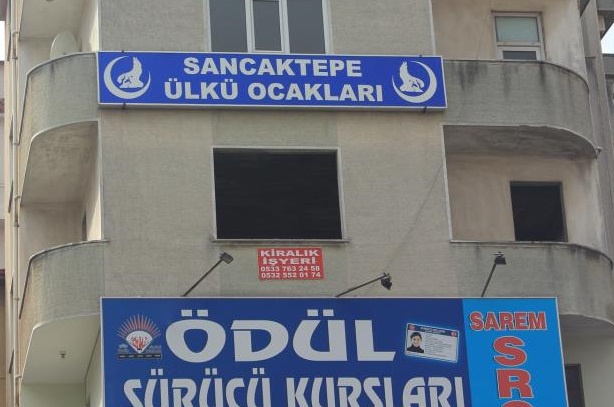 SANCAKTEPE
ÜLKÜ OCAKLARI
KİRALIK
İŞYERİ
0533 763 24 58
0532 552 01 74
ÖDÜL
SÜRÜCÜ KURSLARI
SAREM